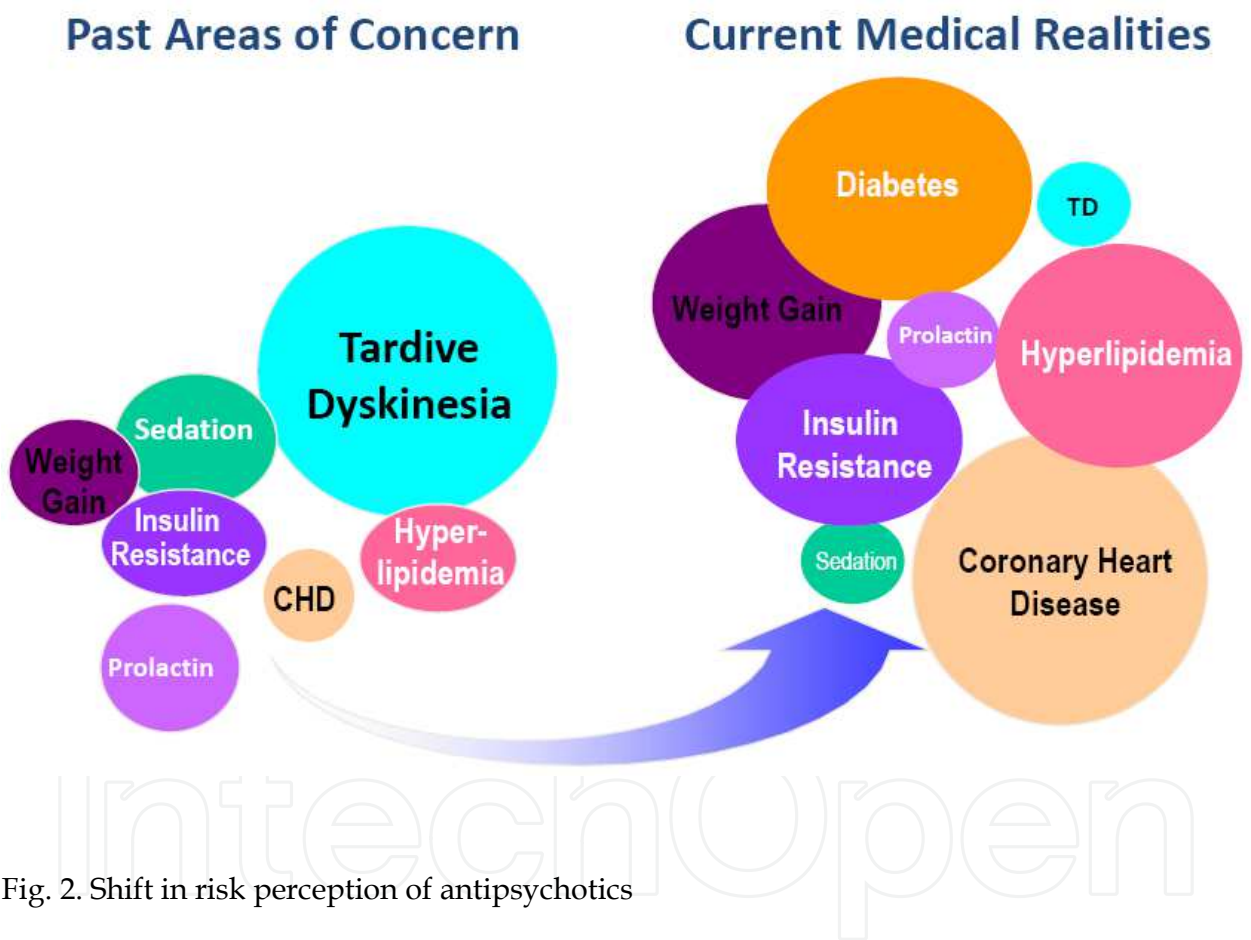 Past Areas of Concern
Tardive
Dyskinesia
Sedation
Weight
Gain
Insulin
Resistance
Hyper-
lipidemia
CHD
Prolactin
Current Medical Realities
Diabetes
TD
Weight Gain
Prolactin
Hyperlipidemia
Insulin
Resistance
Sedation
Coronary Heart
Disease
IntechOpen
Fig. 2. Shift in risk perception of antipsychotics